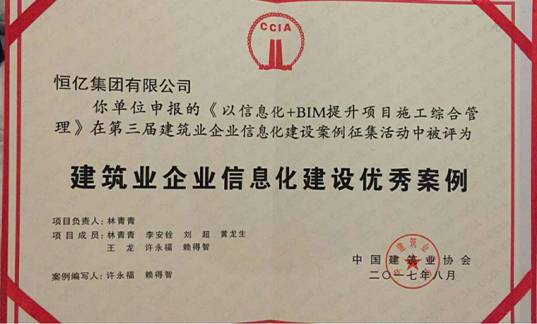 CCIA
恒亿集团有限公司
你单位申报的《以信息化+BIM提升项目施工综合管
理》在第三届建筑业企业信息化建设案例征集活动中被评为
建筑业企业信息化建设优秀案例
项目负责人：林青青
项目成员：林青青 李安铨 刘超 黄龙生
王龙 许永福 赖得智
案例编写人：许永福 赖得智
中国建筑业协会
二〇一七年八月